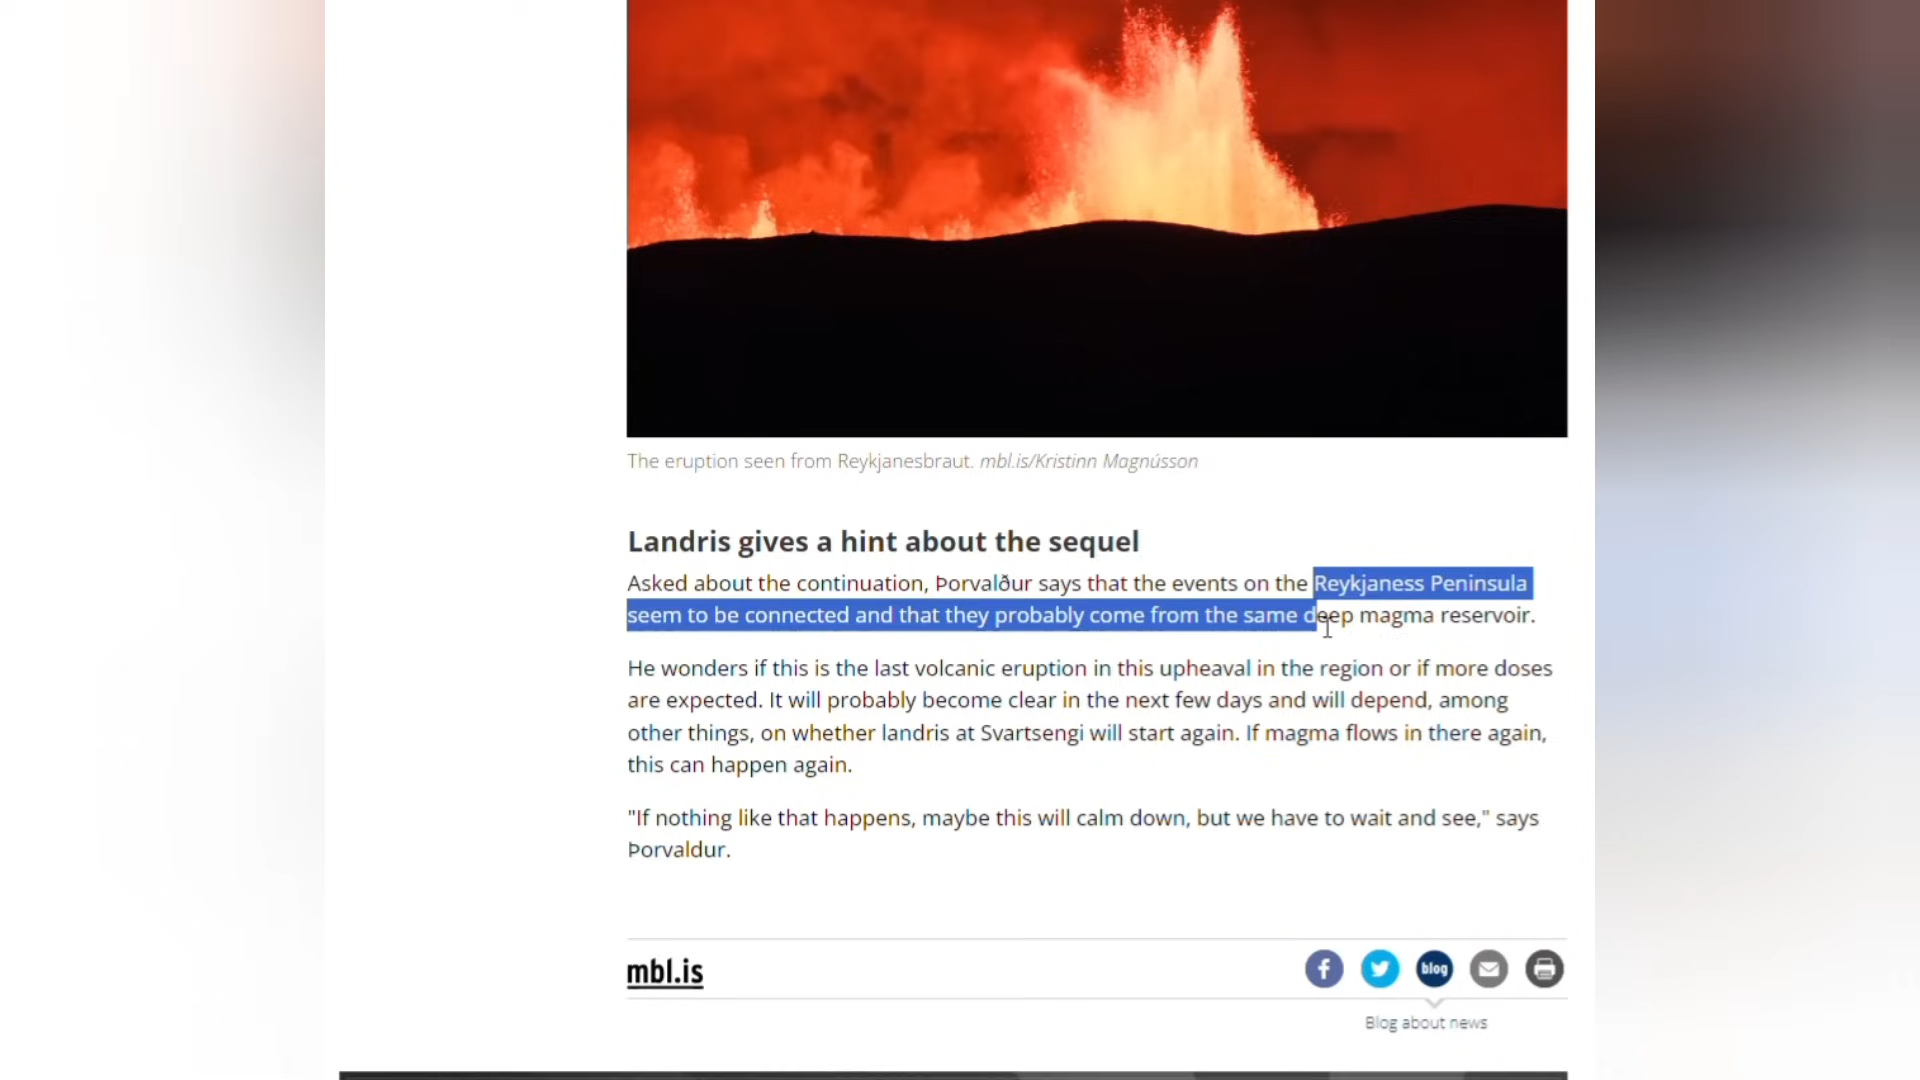 The eruption seen from Reykjanesbraut. mbl.is/Kristinn Magnússon
Landris gives a hint about the sequel
Asked about the continuation, Þorvalður says that the events on the Reykjaness Peninsula
seem to be connected and that they probably come from the same deep magma reservoir.
He wonders if this is the last volcanic eruption in this upheaval in the region or if more doses
are expected. It will probably become clear in the next few days and will depend, among
other things, on whether landris at Svartsengi will start again. If magma flows in there again,
this can happen again.
"If nothing like that happens, maybe this will calm down, but we have to wait and see," says
Þorvaldur.
mbl.is
blog
Blog about news